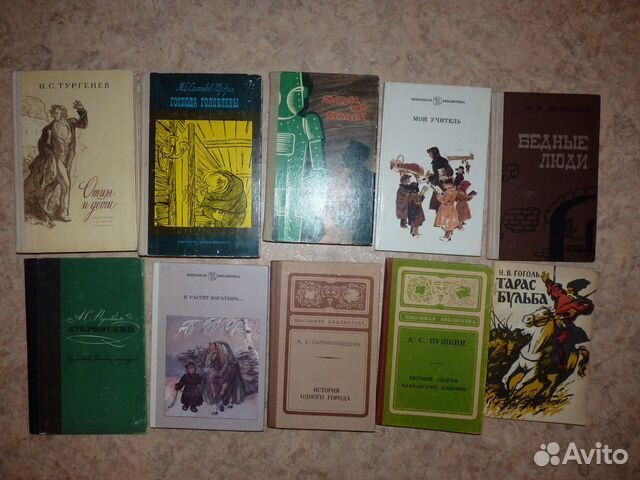 И. С. ТУРГЕНЕВ
Отцы
и дети
М.Е. Салтыков-Щедрин
ГОСПОДА ГОЛОВЛЕВЫ
ШКОЛЬНАЯ БИБЛИОТЕКА
МОЙ УЧИТЕЛЬ
БЕДНЫЕ
ЛЮДИ
А.С. Пушкин
ДУБРОВСКИЙ
ШКОЛЬНАЯ БИБЛИОТЕКА
И РАСТЕТ БОГАТЫРЬ...
ШКОЛЬНАЯ БИБЛИОТЕКА
М. Е. САЛТЫКОВ-ЩЕДРИН
ИСТОРИЯ
ОДНОГО ГОРОДА
ШКОЛЬНАЯ БИБЛИОТЕКА
А. С. ПУШКИН
Н. В. ГОГОЛЬ
ТАРАС
БУЛЬБА
Avito